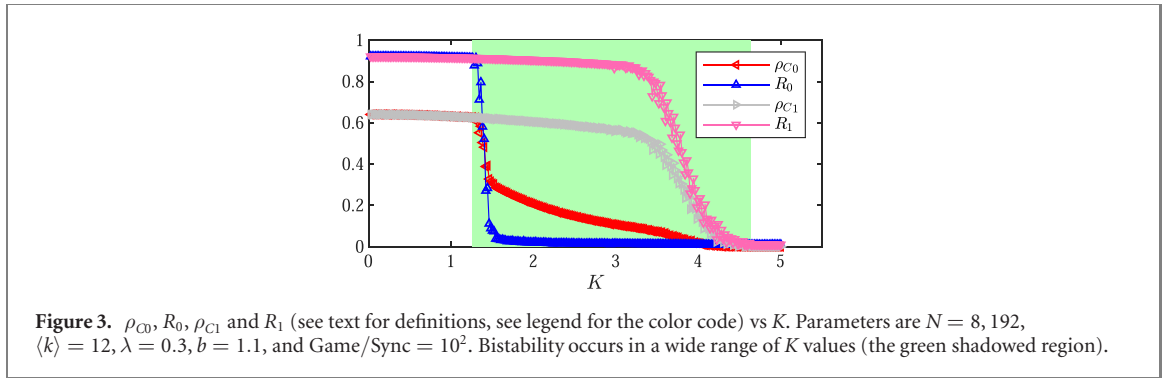 1
0.8
0.6
0.4
0.2
0
0 1 2 3 4 5
K
ρC0
R0
ρC1
R1
Figure 3. ρC0, R0, ρC1 and R1 (see text for definitions, see legend for the color code) vs K. Parameters are N = 8, 192,
⟨k⟩ = 12, λ = 0.3, b = 1.1, and Game/Sync = 10². Bistability occurs in a wide range of K values (the green shadowed region).